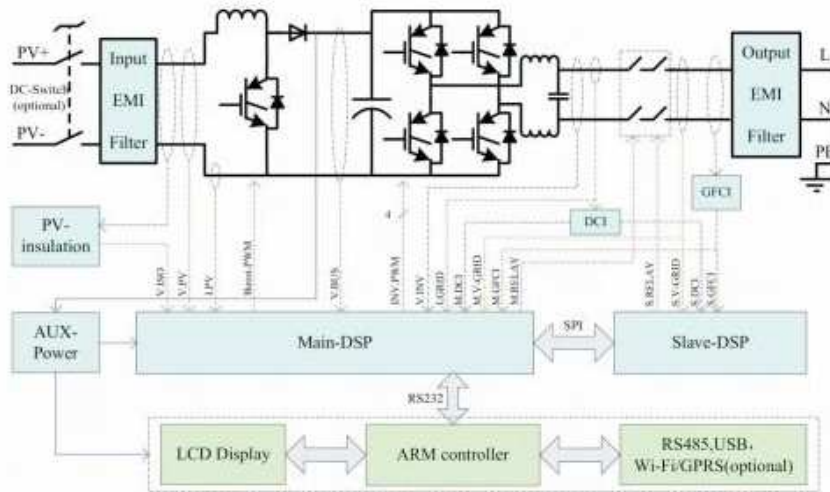 PV+
DC-Switch
(optional)
PV-
Input
EMI
Filter
Output
EMI
Filter
L
N
PE
GFCI
DCI
PV-
insulation
4
V.ISO
V.PV
I.PV
Boost.PWM
V.BUS
INV.PWM
V.INV
I.GRID
M.DCI
M.V-GRID
M.GFCI
M.RELAY
S.RELAY
S.V-GRID
S.DCI
S.GFCI
AUX-
Power
Main-DSP
SPI
Slave-DSP
RS232
LCD Display
ARM controller
RS485,USB,
Wi-Fi/GPRS(optional)